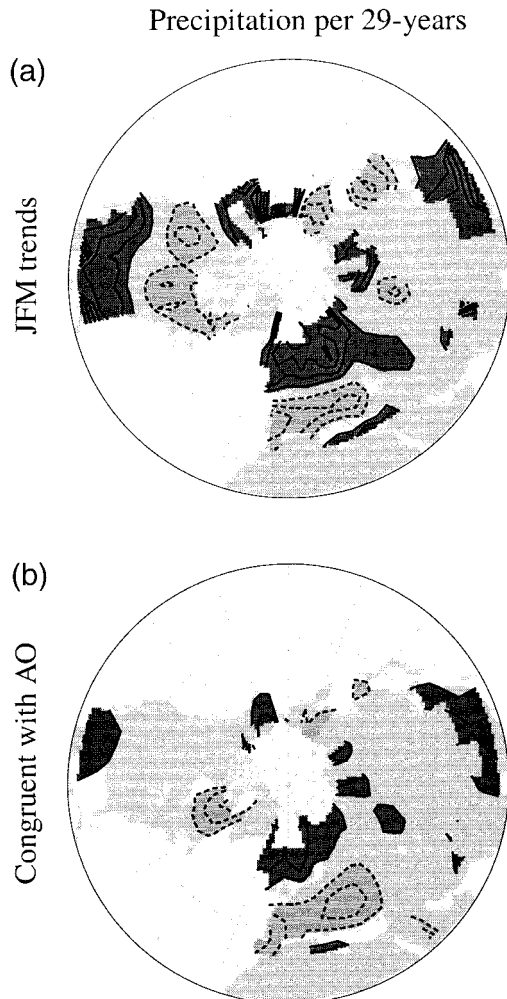 Precipitation per 29-years
(a)
JFM trends
(b)
Congruent with AO